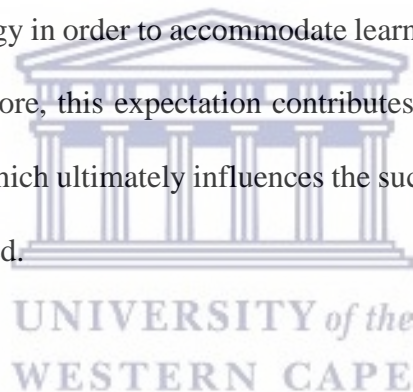 gy in order to accommodate learn
ore, this expectation contributes
hich ultimately influences the suc
d.
UNIVERSITY of the
WESTERN CAPE